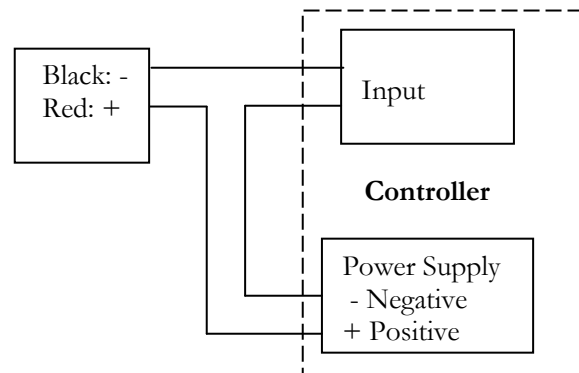 Black: -
Red: +
Input
Controller
Power Supply
- Negative
+ Positive